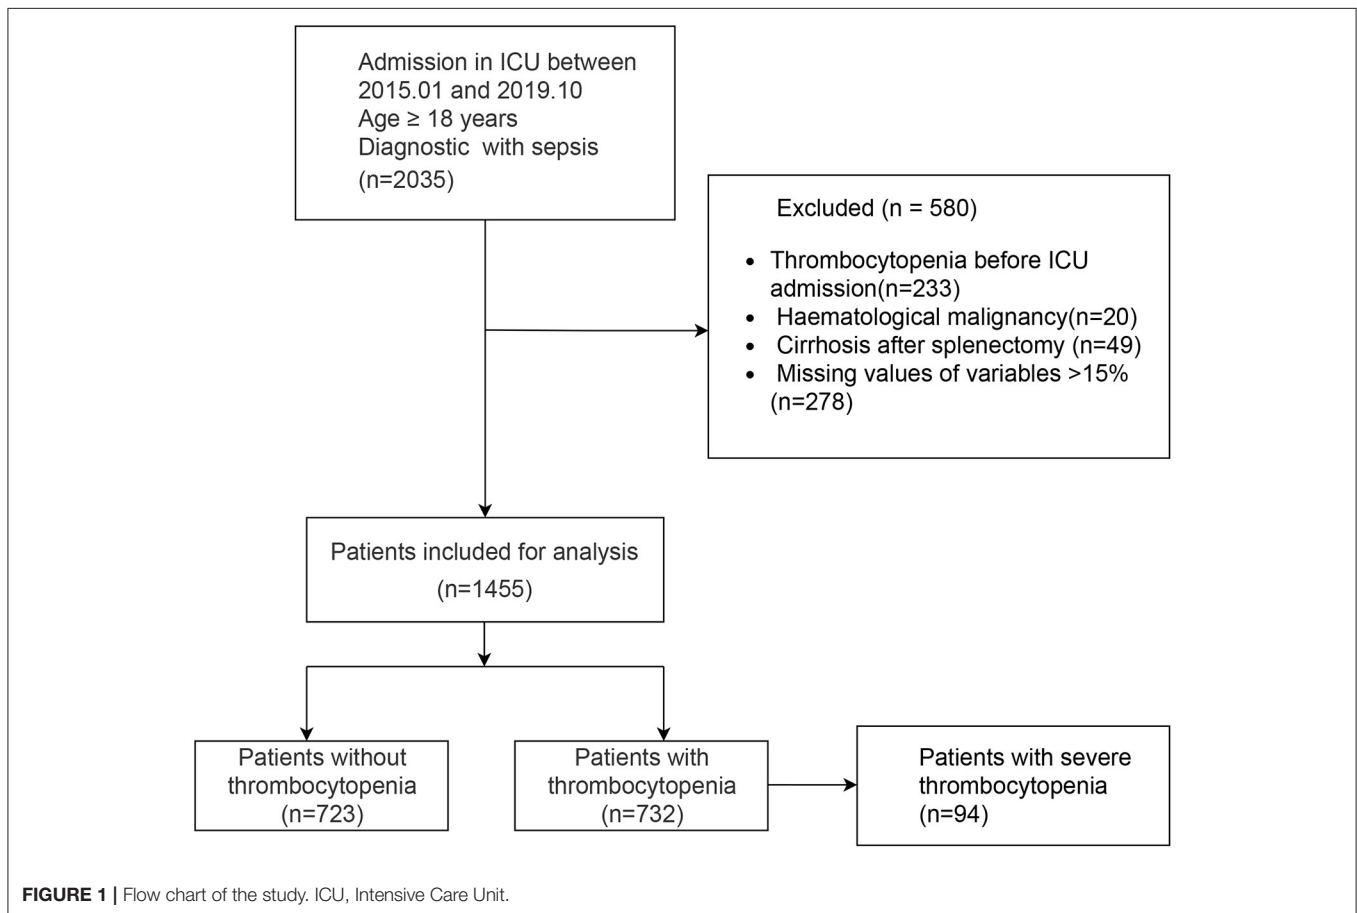 Admission in ICU between
2015.01 and 2019.10
Age ≥ 18 years
Diagnostic with sepsis
(n=2035)
Excluded (n = 580)
• Thrombocytopenia before ICU
admission(n=233)
• Haematological malignancy(n=20)
• Cirrhosis after splenectomy (n=49)
• Missing values of variables >15%
(n=278)
Patients included for analysis
(n=1455)
Patients without
thrombocytopenia
(n=723)
Patients with
thrombocytopenia
(n=732)
Patients with severe
thrombocytopenia
(n=94)
FIGURE 1 | Flow chart of the study. ICU, Intensive Care Unit.